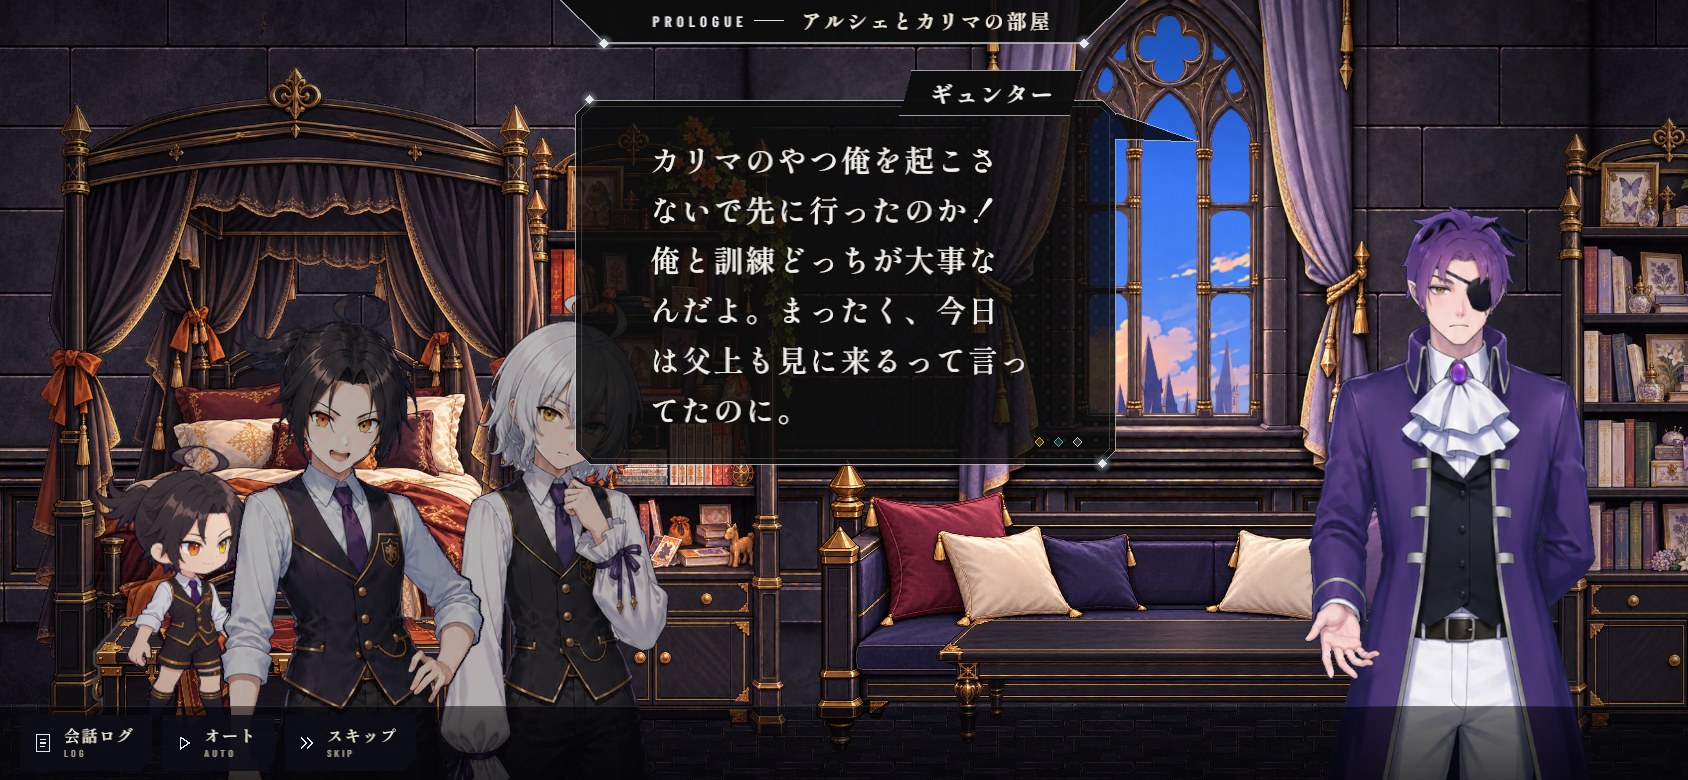 PROLOGUE アルシェとカリマの部屋
ギュンター
カリマのやつ俺を起こさ
ないで先に行ったのか！
俺と訓練どっちが大事な
んだよ。まったく、今日
は父上も見に来るって言っ
てたのに。
会話ログ
LOG
オート
AUTO
スキップ
SKIP